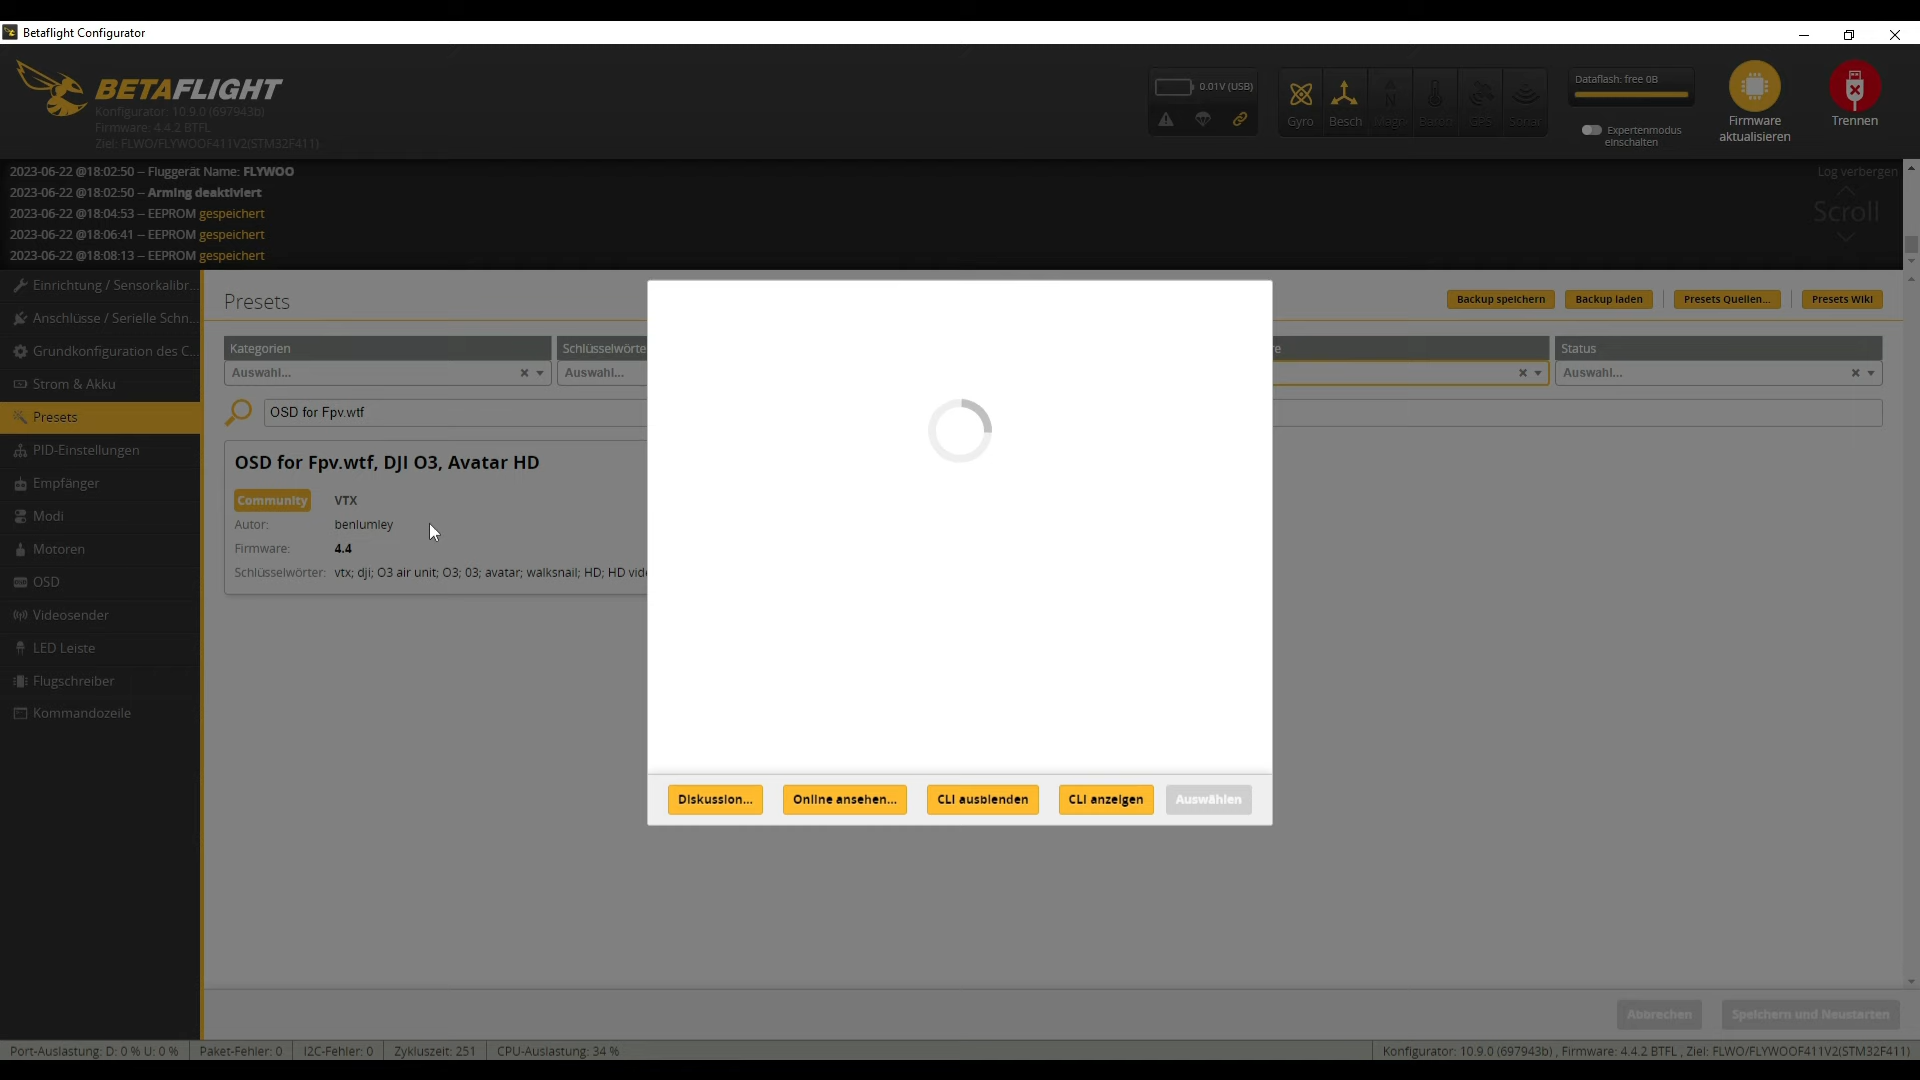 Betaflight Configurator
BETAFLIGHT
Konfigurator: 10.9.0 (697943b)
Firmware: 4.4.2 BTFL
Ziel: FLWO/FLYWOOF411V2(STM32F411)
0.01V (USB)
Gyro
Besch
Magn
Baron
GPS
Sonar
Dataflash: free 0B
Expertenmodus
einschalten
Firmware
aktualisieren
Trennen
2023-06-22 @18:02:50 -- Fluggerät Name: FLYWOO
2023-06-22 @18:02:50 -- Arming deaktiviert
2023-06-22 @18:04:53 -- EEPROM gespeichert
2023-06-22 @18:06:41 -- EEPROM gespeichert
2023-06-22 @18:08:13 -- EEPROM gespeichert
Log verbergen
Scroll
Einrichtung / Sensorkalibr...
Anschlüsse / Serielle Schn...
Grundkonfiguration des C...
Strom & Akku
Presets
PID-Einstellungen
Empfänger
Modi
Motoren
OSD
Videosender
LED Leiste
Flugschreiber
Kommandozeile
Presets
Backup speichern
Backup laden
Presets Quellen...
Presets Wiki
Kategorien
Schlüsselwörte
e
Status
Auswahl...
Auswahl...
Auswahl...
OSD for Fpv.wtf
OSD for Fpv.wtf, DJI O3, Avatar HD
Community
VTX
Autor:
benlumley
Firmware:
4.4
Schlüsselwörter:
vtx; dji; O3 air unit; O3; 03; avatar; walksnail; HD; HD vide
Diskussion...
Online ansehen...
CLI ausblenden
CLI anzeigen
Auswählen
Abbrechen
Speichern und Neustarten
Port-Auslastung: D: 0 % U: 0 %
Paket-Fehler: 0
I2C-Fehler: 0
Zykluszeit: 251
CPU-Auslastung: 34 %
Konfigurator: 10.9.0 (697943b) , Firmware: 4.4.2 BTFL , Ziel: FLWO/FLYWOOF411V2(STM32F411)